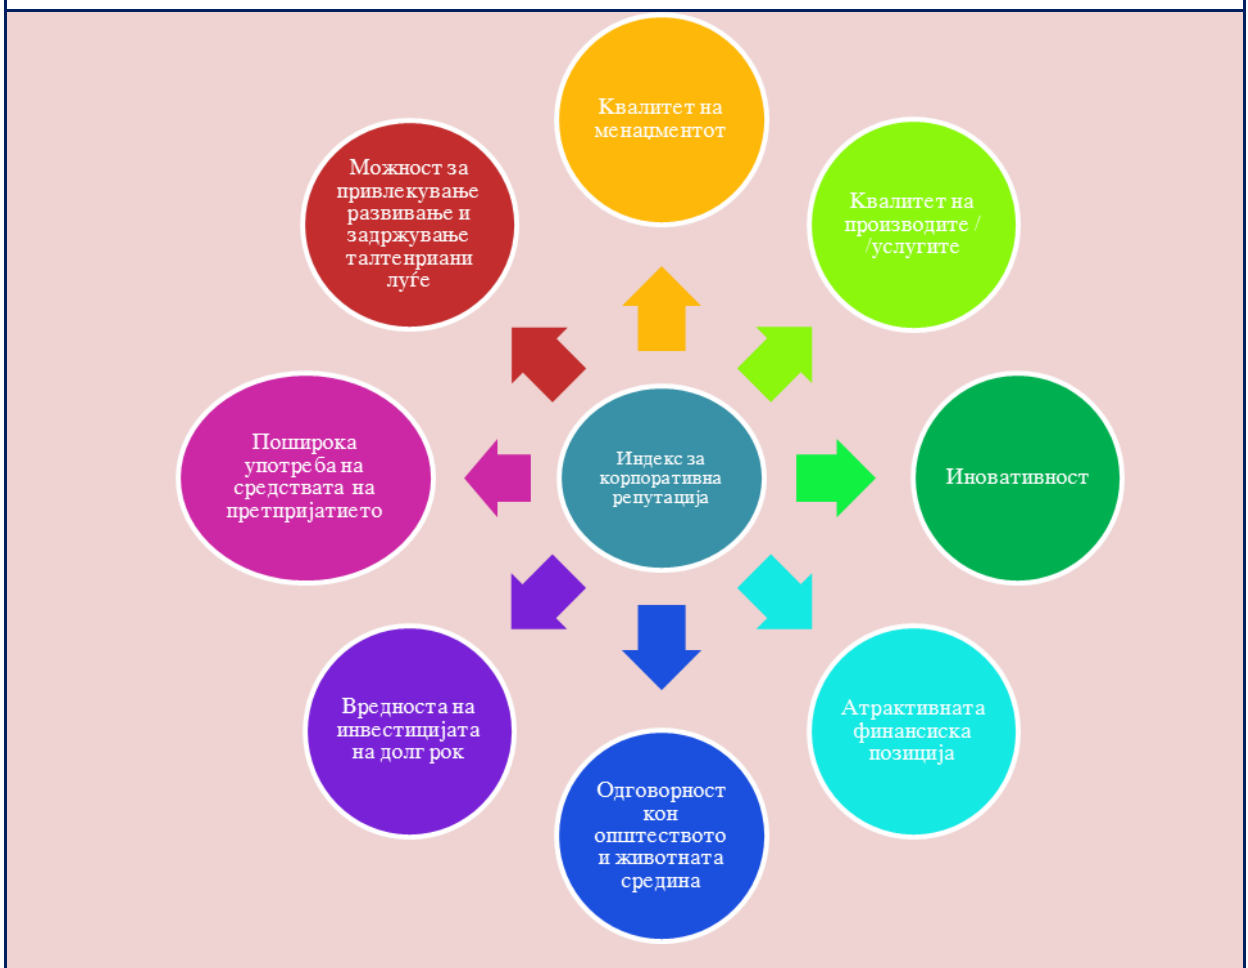 Квалитет на
менаџментот
Квалитет на
производите /
/услугите
Иновативност
Атрактивната
финансиска
позиција
Одговорност
кон
општеството
и животната
средина
Вредноста на
инвестицијата
на долг рок
Поширока
употреба на
средствата на
претпријатието
Можност за
привлекување
развивање и
задржување
талтенриани
луѓе
Индекс за
корпоративна
репутација